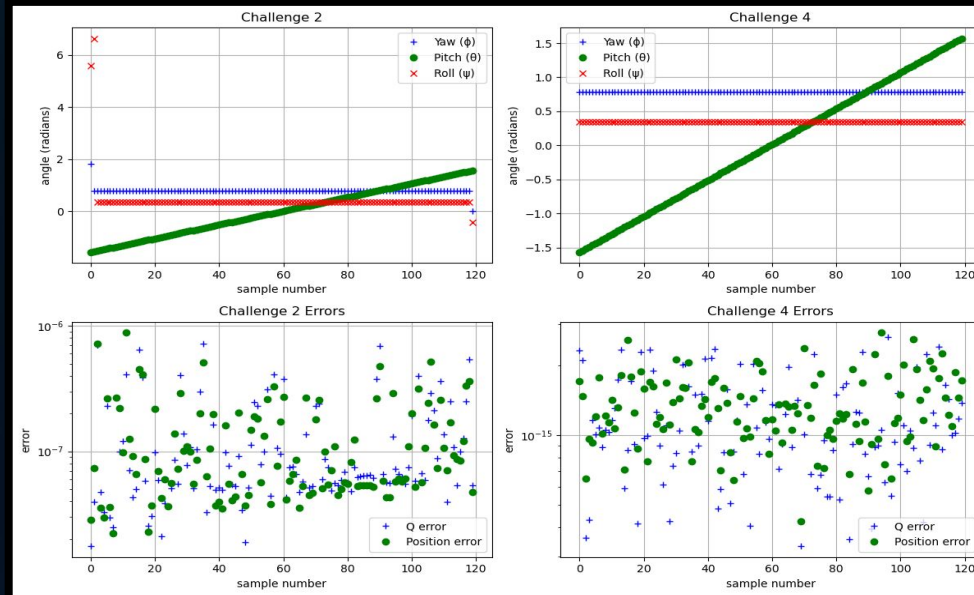 Challenge 2
Yaw (ϕ)
Pitch (θ)
Roll (ψ)
angle (radians)
6
4
2
0
0 20 40 60 80 100 120
sample number
Challenge 4
Yaw (ϕ)
Pitch (θ)
Roll (ψ)
angle (radians)
1.5
1.0
0.5
0.0
−0.5
−1.0
−1.5
0 20 40 60 80 100 120
sample number
Challenge 2 Errors
error
10⁻⁶
10⁻⁷
Q error
Position error
0 20 40 60 80 100 120
sample number
Challenge 4 Errors
error
10⁻¹⁵
Q error
Position error
0 20 40 60 80 100 120
sample number